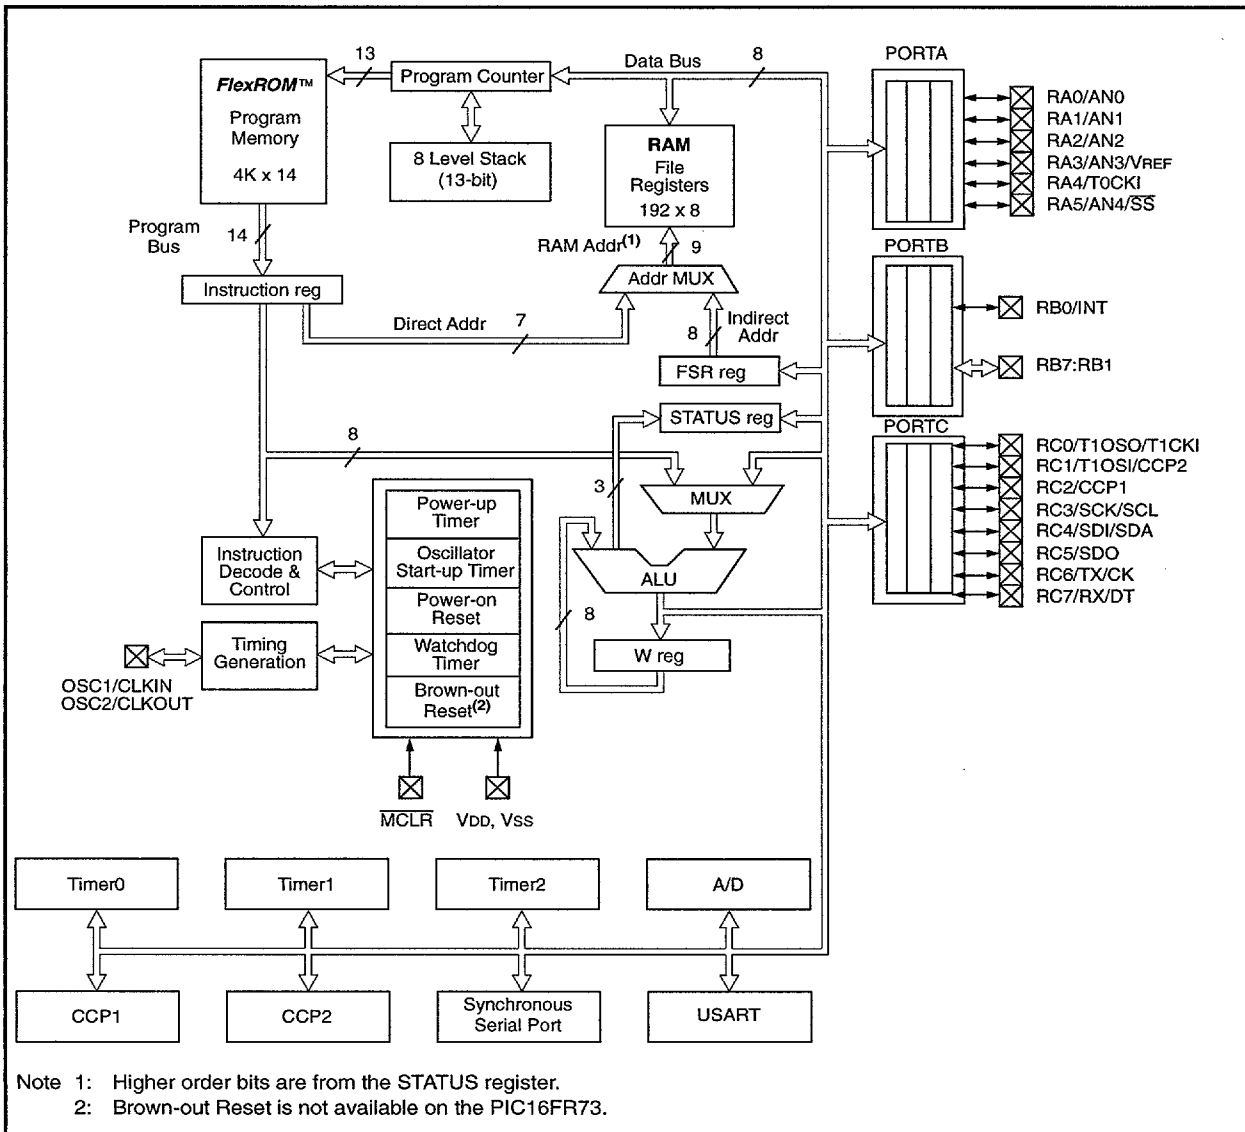 FlexROM™
Program
Memory
4K x 14
13
Program Counter
8 Level Stack
(13-bit)
Data Bus
8
RAM
File
Registers
192 x 8
RAM Addr(1)
9
Addr MUX
Program
Bus
14
Instruction reg
Direct Addr
7
8
Indirect
Addr
FSR reg
STATUS reg
8
3
MUX
ALU
8
W reg
Power-up
Timer
Oscillator
Start-up Timer
Power-on
Reset
Watchdog
Timer
Brown-out
Reset(2)
Instruction
Decode &
Control
Timing
Generation
OSC1/CLKIN
OSC2/CLKOUT
MCLR
VDD, VSS
PORTA
RA0/AN0
RA1/AN1
RA2/AN2
RA3/AN3/VREF
RA4/T0CKI
RA5/AN4/SS
PORTB
RB0/INT
RB7:RB1
PORTC
RC0/T1OSO/T1CKI
RC1/T1OSI/CCP2
RC2/CCP1
RC3/SCK/SCL
RC4/SDI/SDA
RC5/SDO
RC6/TX/CK
RC7/RX/DT
Timer0
Timer1
Timer2
A/D
CCP1
CCP2
Synchronous
Serial Port
USART
Note 1: Higher order bits are from the STATUS register.
2: Brown-out Reset is not available on the PIC16FR73.